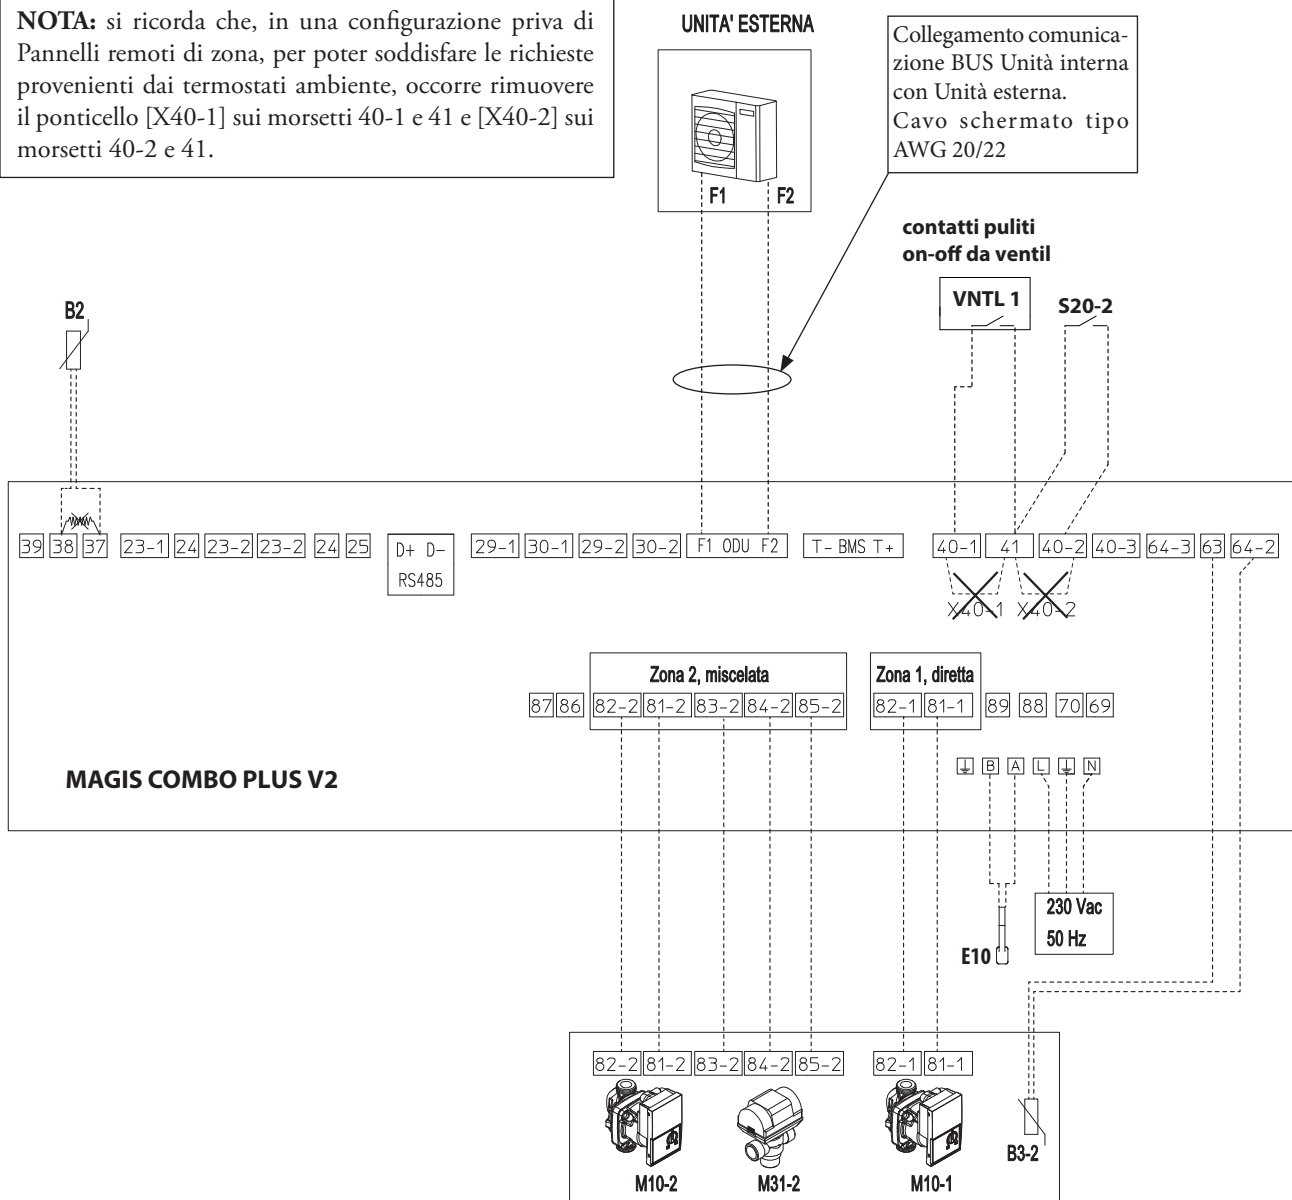 NOTA: si ricorda che, in una configurazione priva di
Pannelli remoti di zona, per poter soddisfare le richieste
provenienti dai termostati ambiente, occorre rimuovere
il ponticello [X40-1] sui morsetti 40-1 e 41 e [X40-2] sui
morsetti 40-2 e 41.
UNITA' ESTERNA
F1 F2
Collegamento comunica-
zione BUS Unità interna
con Unità esterna.
Cavo schermato tipo
AWG 20/22
contatti puliti
on-off da ventil
VNTL 1
S20-2
B2
39 38 37 23-1 24 23-2 23-2 24 25 D+ D- 29-1 30-1 29-2 30-2 F1 ODU F2 T- BMS T+ 40-1 41 40-2 40-3 64-3 63 64-2
RS485
X40-1 X40-2
Zona 2, miscelata
Zona 1, diretta
87 86 82-2 81-2 83-2 84-2 85-2 82-1 81-1 89 88 70 69
MAGIS COMBO PLUS V2
B A L N
230 Vac
50 Hz
E10
82-2 81-2 83-2 84-2 85-2 82-1 81-1
B3-2
M10-2 M31-2 M10-1